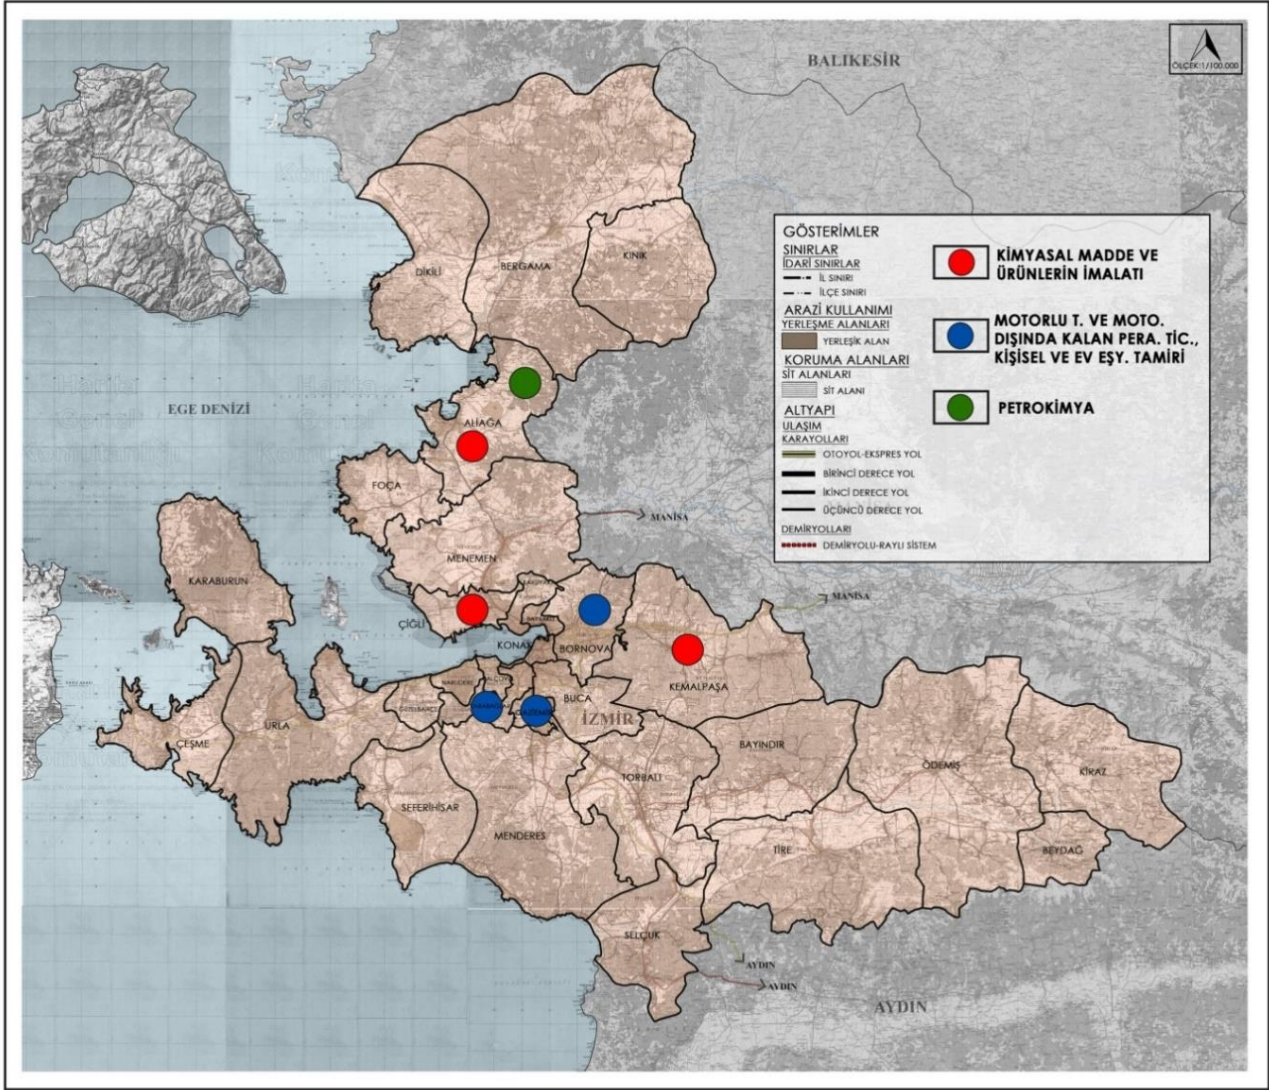 BALIKESİR
ÖLÇEK:1/100.000
GÖSTERİMLER
SINIRLAR
İDARİ SINIRLAR
İL SINIRI
İLÇE SINIRI
ARAZİ KULLANIMI
YERLEŞME ALANLARI
YERLEŞİK ALAN
KORUMA ALANLARI
SİT ALANLARI
SİT ALANI
ALTYAPI
ULAŞIM
KARAYOLLARI
OTOYOL-EKSPRES YOL
BİRİNCİ DERECE YOL
İKİNCİ DERECE YOL
ÜÇÜNCÜ DERECE YOL
DEMİRYOLLARI
DEMİRYOLU-RAYLI SİSTEM
KİMYASAL MADDE VE
ÜRÜNLERİN İMALATI
MOTORLU T. VE MOTO.
DIŞINDA KALAN PERA. TİC.,
KİŞİSEL VE EV EŞY. TAMİRİ
PETROKİMYA
DİKİLİ
BERGAMA
KINIK
EGE DENİZİ
ALİAĞA
FOÇA
MANİSA
MENEMEN
KARABURUN
MANİSA
ÇİĞLİ
KONAK
BORNOVA
KEMALPAŞA
BUCA
İZMİR
URLA
ÇEŞME
BAYINDIR
ÖDEMİŞ
KİRAZ
TORBALI
SEFERİHİSAR
MENDERES
TİRE
BEYDAĞ
SELÇUK
AYDIN
AYDIN
AYDIN